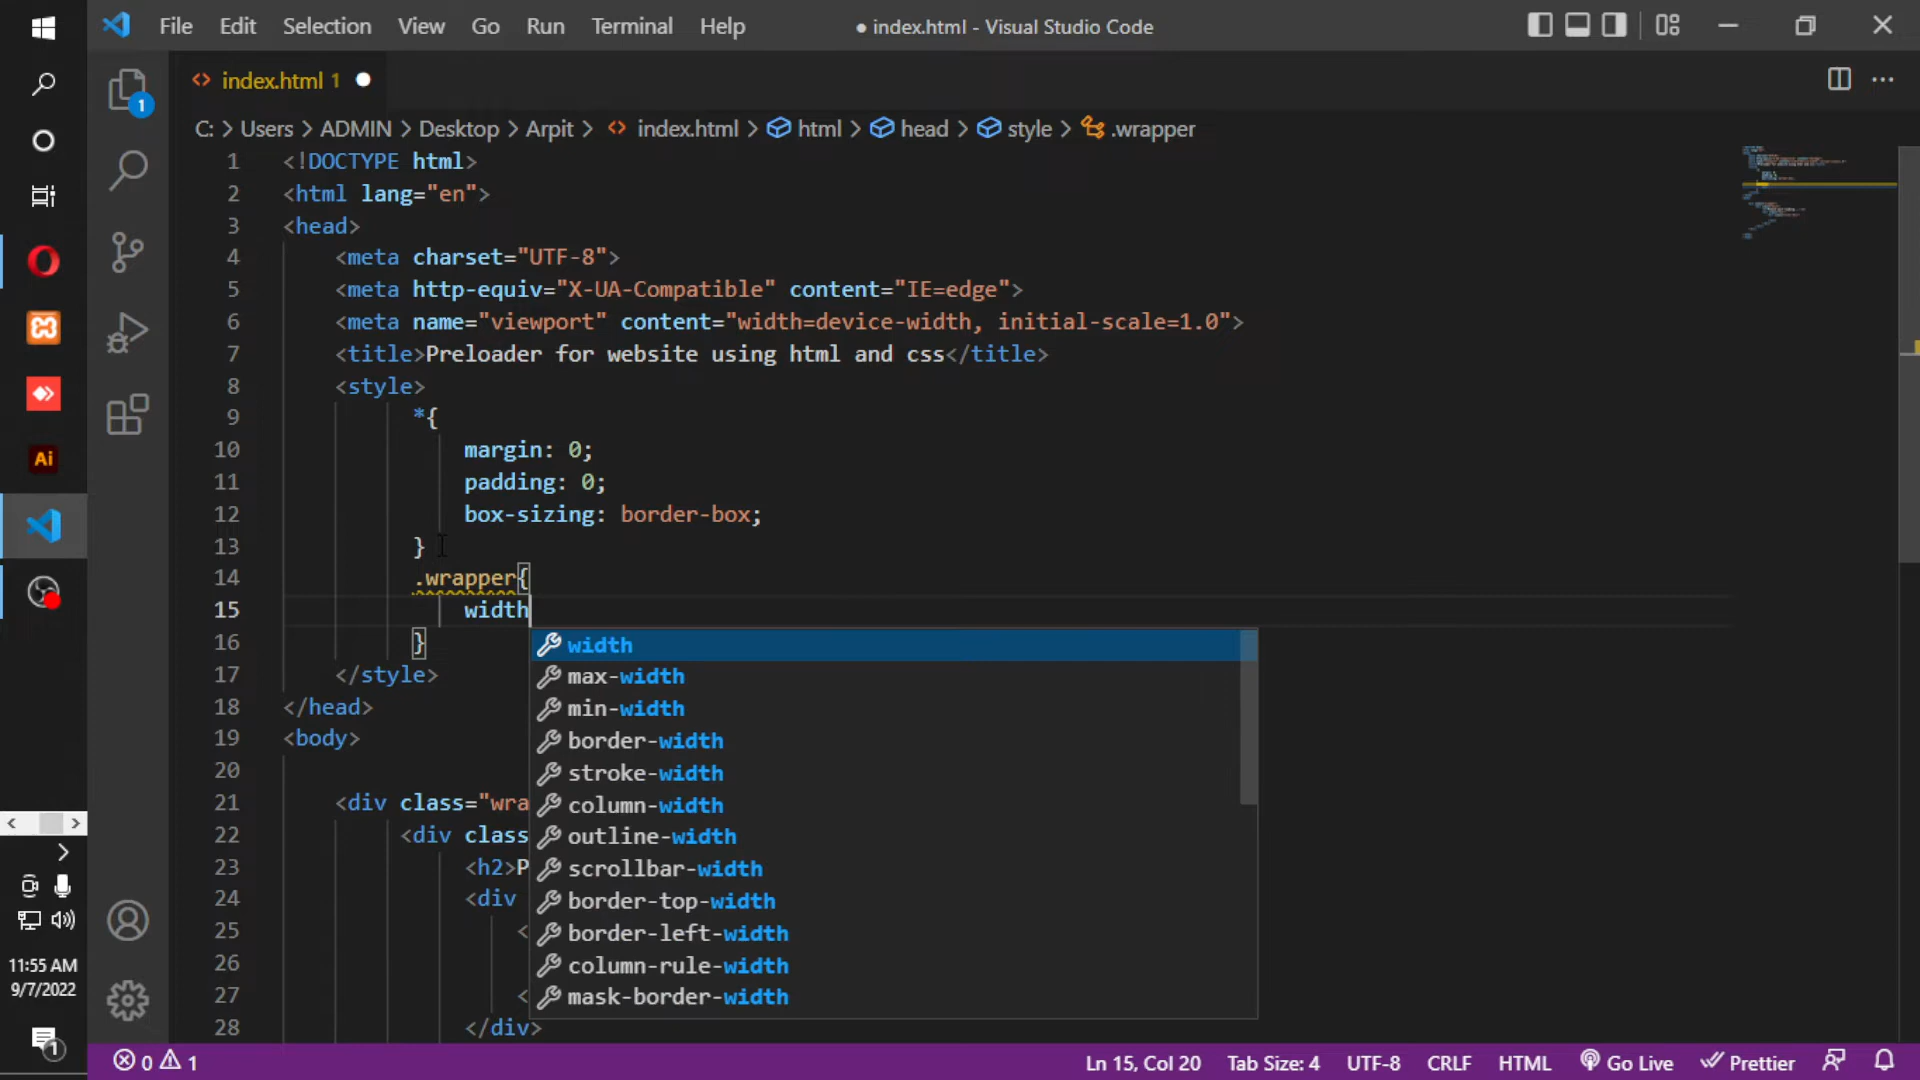 File Edit Selection View Go Run Terminal Help
● index.html - Visual Studio Code
index.html 1
C: > Users > ADMIN > Desktop > Arpit > index.html > html > head > style > .wrapper
1 <!DOCTYPE html>
2 <html lang="en">
3 <head>
4 <meta charset="UTF-8">
5 <meta http-equiv="X-UA-Compatible" content="IE=edge">
6 <meta name="viewport" content="width=device-width, initial-scale=1.0">
7 <title>Preloader for website using html and css</title>
8 <style>
9 *{
10 margin: 0;
11 padding: 0;
12 box-sizing: border-box;
13 }
14 .wrapper{
15 width
16 }
17 </style>
18 </head>
19 <body>
20
21 <div class="wra
22 <div class
23 <h2>P
24 <div
25 <
26
27 <
28 </div>
width
max-width
min-width
border-width
stroke-width
column-width
outline-width
scrollbar-width
border-top-width
border-left-width
column-rule-width
mask-border-width
1
Ai
11:55 AM
9/7/2022
1
0 1
Ln 15, Col 20 Tab Size: 4 UTF-8 CRLF HTML Go Live Prettier